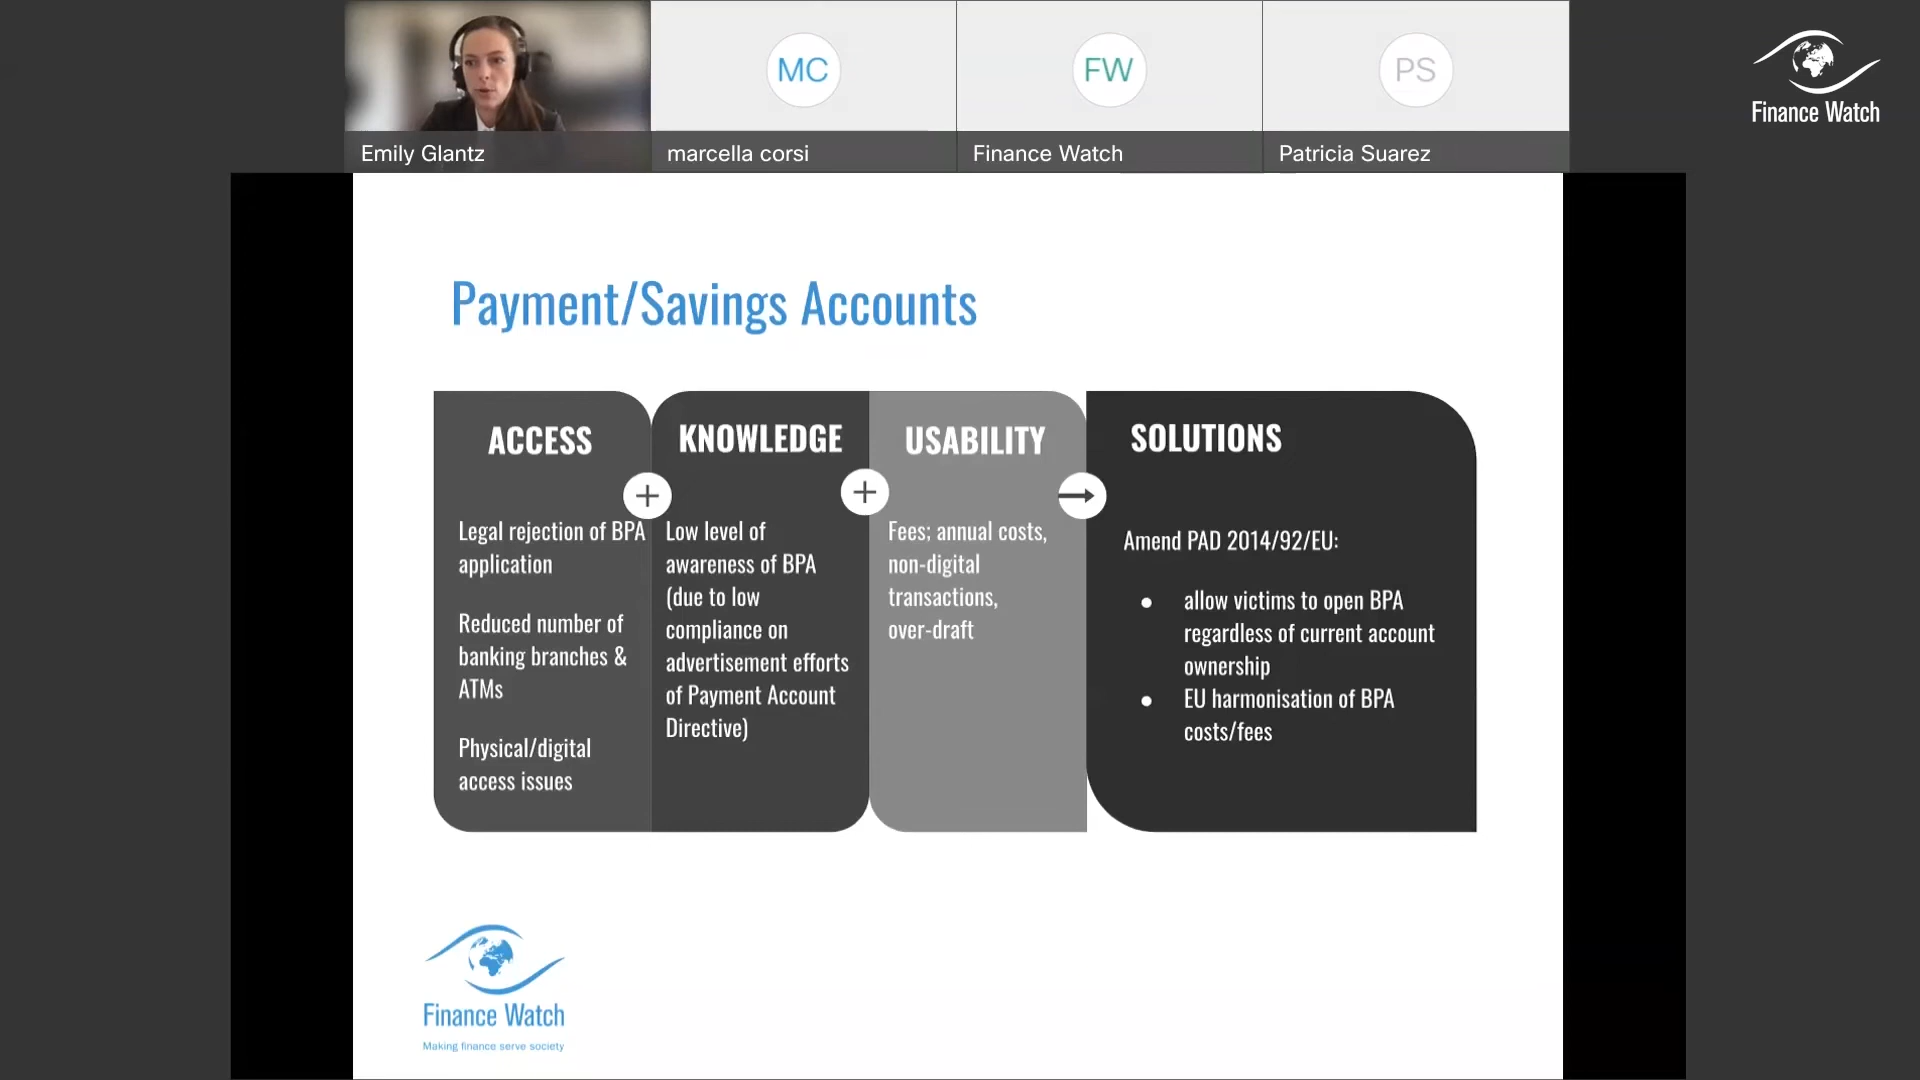 MC
FW
PS
Emily Glantz
marcella corsi
Finance Watch
Patricia Suarez
Finance Watch
Payment/Savings Accounts
ACCESS
Legal rejection of BPA
application
Reduced number of
banking branches &
ATMs
Physical/digital
access issues
KNOWLEDGE
Low level of
awareness of BPA
(due to low
compliance on
advertisement efforts
of Payment Account
Directive)
USABILITY
Fees; annual costs,
non-digital
transactions,
over-draft
SOLUTIONS
Amend PAD 2014/92/EU:
● allow victims to open BPA
regardless of current account
ownership
● EU harmonisation of BPA
costs/fees
Finance Watch
Making finance serve society